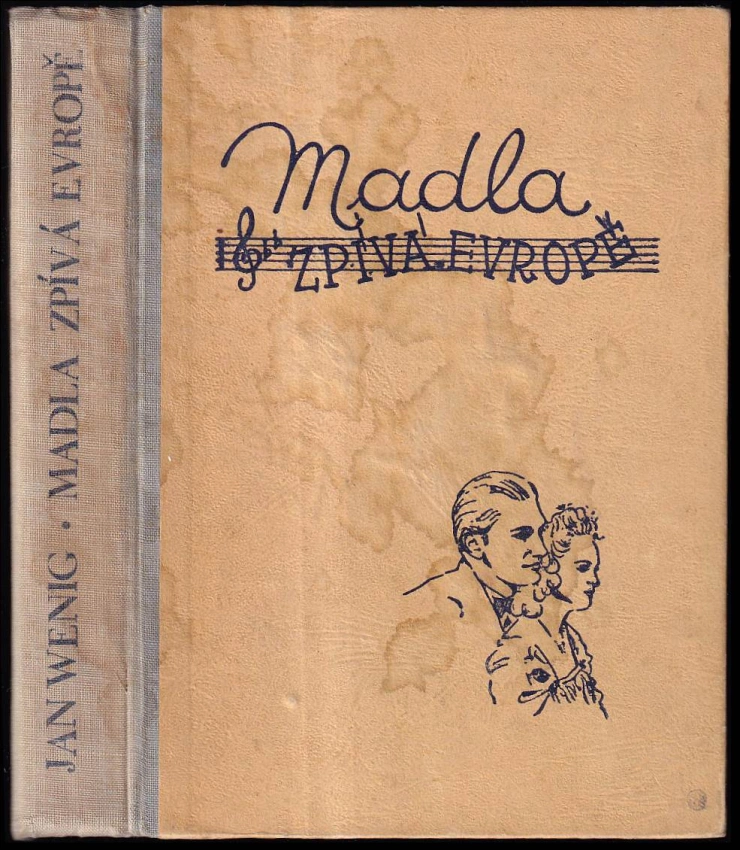 JAN WENIG · MADLA ZPÍVÁ EVROPĚ
Madla
ZPÍVÁ EVROPĚ